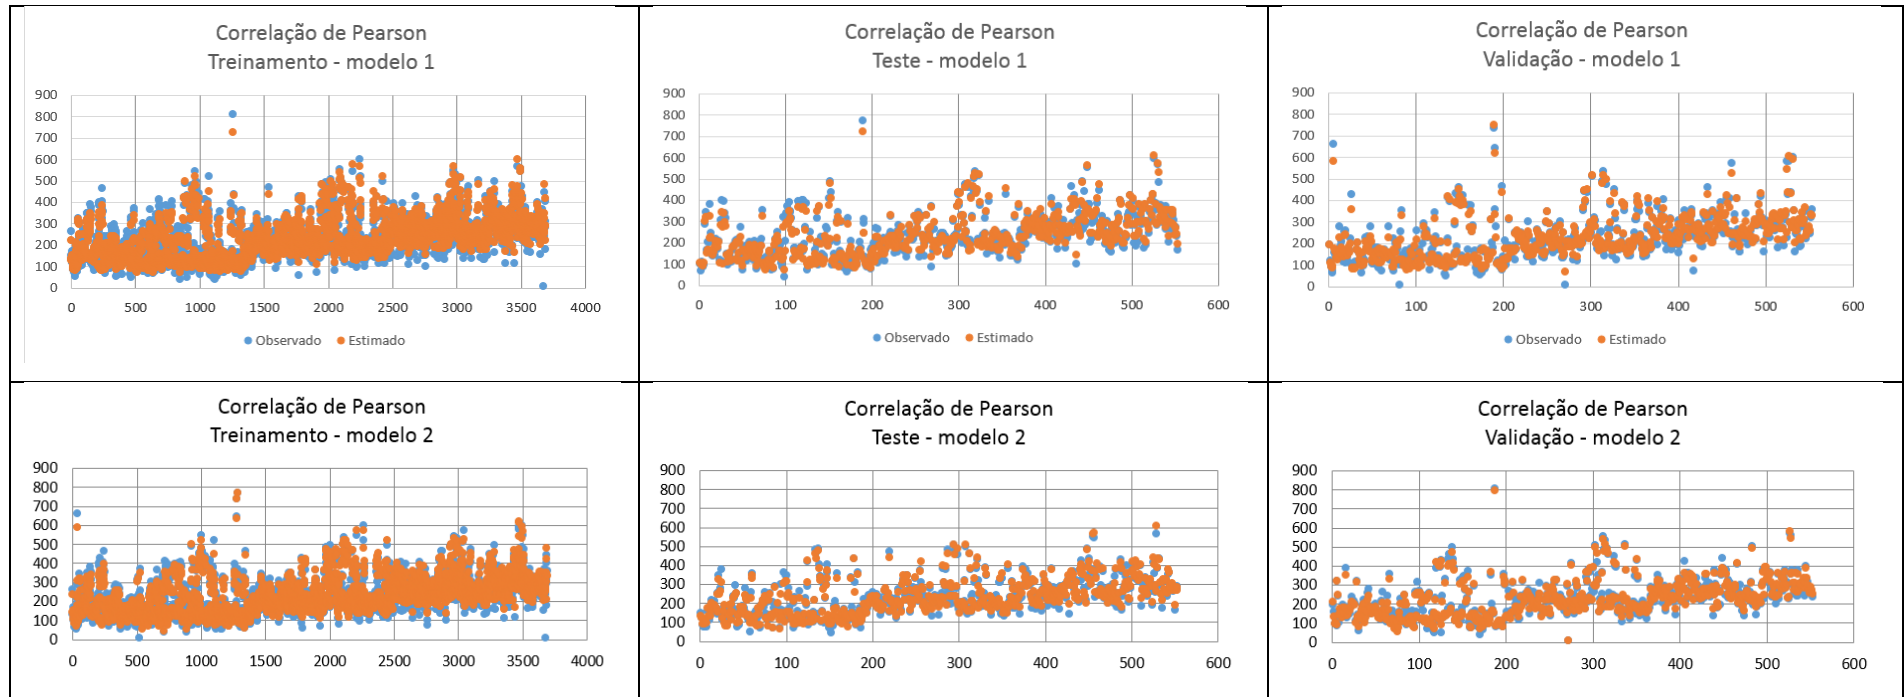 Correlação de Pearson
Treinamento - modelo 1
900
800
700
600
500
400
300
200
100
0
0 500 1000 1500 2000 2500 3000 3500 4000
Observado Estimado
Correlação de Pearson
Teste - modelo 1
900
800
700
600
500
400
300
200
100
0
0 100 200 300 400 500 600
Observado Estimado
Correlação de Pearson
Validação - modelo 1
900
800
700
600
500
400
300
200
100
0
0 100 200 300 400 500 600
Observado Estimado
Correlação de Pearson
Treinamento - modelo 2
900
800
700
600
500
400
300
200
100
0
0 500 1000 1500 2000 2500 3000 3500 4000
Correlação de Pearson
Teste - modelo 2
900
800
700
600
500
400
300
200
100
0
0 100 200 300 400 500 600
Correlação de Pearson
Validação - modelo 2
900
800
700
600
500
400
300
200
100
0
0 100 200 300 400 500 600